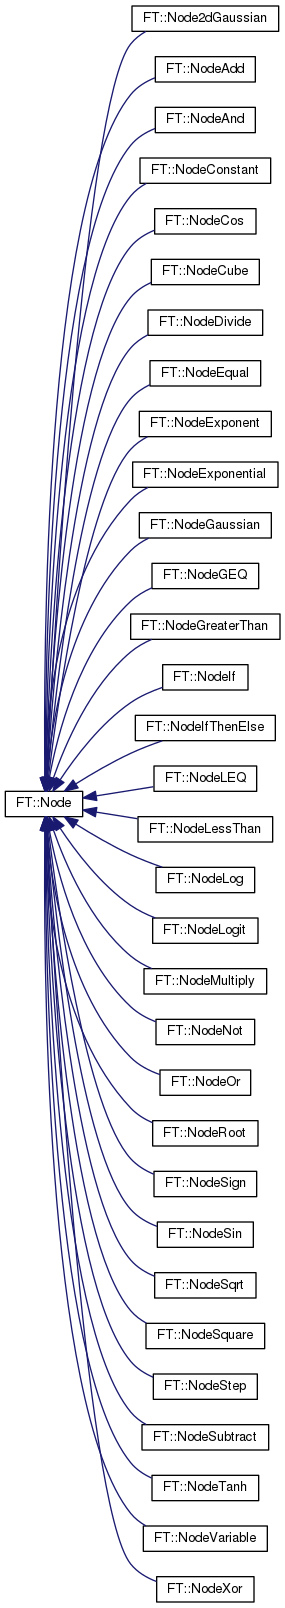 FT::Node2dGaussian
FT::NodeAdd
FT::NodeAnd
FT::NodeConstant
FT::NodeCos
FT::NodeCube
FT::NodeDivide
FT::NodeEqual
FT::NodeExponent
FT::NodeExponential
FT::NodeGaussian
FT::NodeGEQ
FT::NodeGreaterThan
FT::NodeIf
FT::NodeIfThenElse
FT::NodeLEQ
FT::Node
FT::NodeLessThan
FT::NodeLog
FT::NodeLogit
FT::NodeMultiply
FT::NodeNot
FT::NodeOr
FT::NodeRoot
FT::NodeSign
FT::NodeSin
FT::NodeSqrt
FT::NodeSquare
FT::NodeStep
FT::NodeSubtract
FT::NodeTanh
FT::NodeVariable
FT::NodeXor